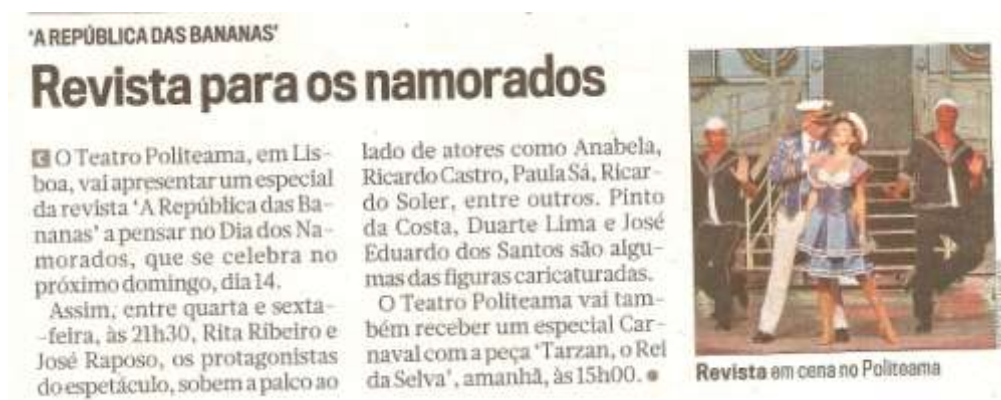 'A REPÚBLICA DAS BANANAS'
Revista para os namorados
C O Teatro Politeama, em Lis-
boa, vai apresentar um especial
da revista 'A República das Ba-
nanas' a pensar no Dia dos Na-
morados, que se celebra no
próximo domingo, dia 14.
Assim, entre quarta e sexta-
-feira, às 21h30, Rita Ribeiro e
José Raposo, os protagonistas
do espetáculo, sobem a palco ao
lado de atores como Anabela,
Ricardo Castro, Paula Sá, Ricar-
do Soler, entre outros. Pinto
da Costa, Duarte Lima e José
Eduardo dos Santos são algu-
mas das figuras caricaturadas.
O Teatro Politeama vai tam-
bém receber um especial Car-
naval com a peça 'Tarzan, o Rei
da Selva', amanhã, às 15h00.
Revista em cena no Politeama